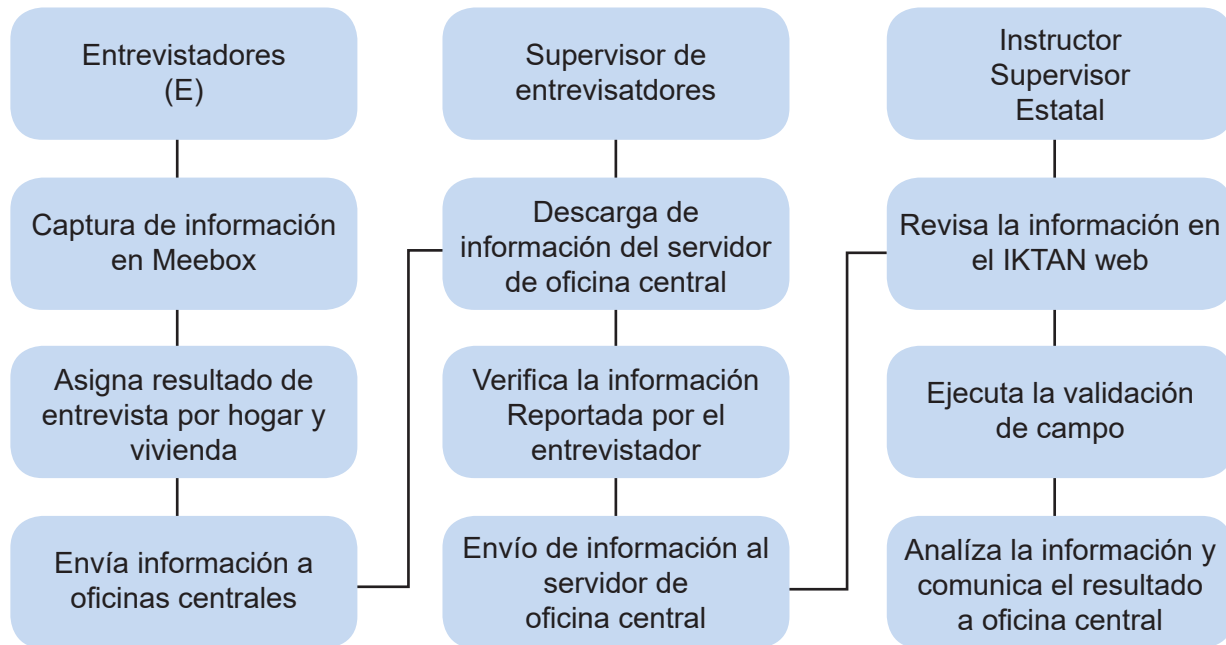 Entrevistadores
(E)
Captura de información
en Meebox
Asigna resultado de
entrevista por hogar y
vivienda
Envía información a
oficinas centrales
Supervisor de
entrevisatdores
Descarga de
información del servidor
de oficina central
Verifica la información
Reportada por el
entrevistador
Envío de información al
servidor de
oficina central
Instructor
Supervisor
Estatal
Revisa la información en
el IKTAN web
Ejecuta la validación
de campo
Analíza la información y
comunica el resultado
a oficina central